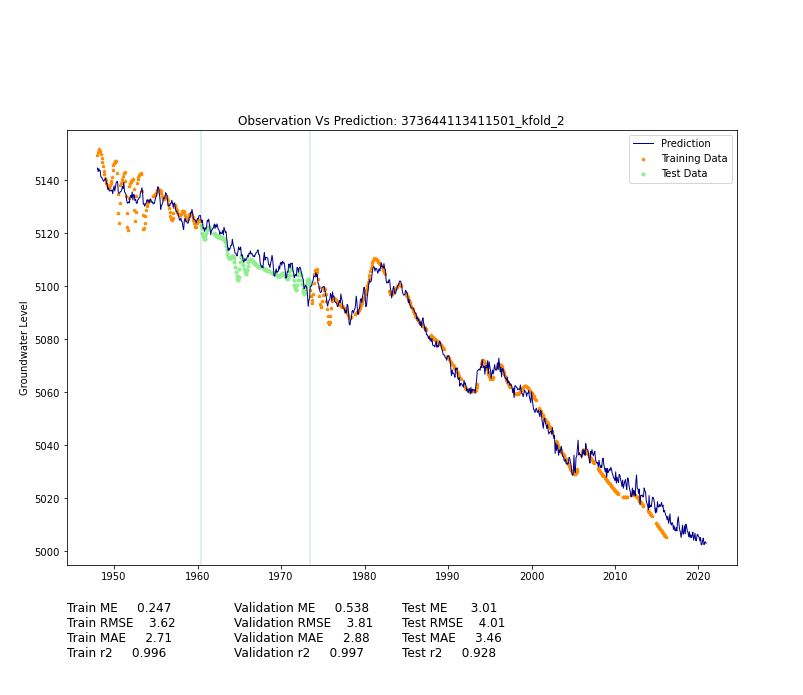 Observation Vs Prediction: 373644113411501_kfold_2
Prediction
Training Data
Test Data
Groundwater Level
5140
5120
5100
5080
5060
5040
5020
5000
1950 1960 1970 1980 1990 2000 2010 2020
Train ME 0.247 Validation ME 0.538 Test ME 3.01
Train RMSE 3.62 Validation RMSE 3.81 Test RMSE 4.01
Train MAE 2.71 Validation MAE 2.88 Test MAE 3.46
Train r2 0.996 Validation r2 0.997 Test r2 0.928